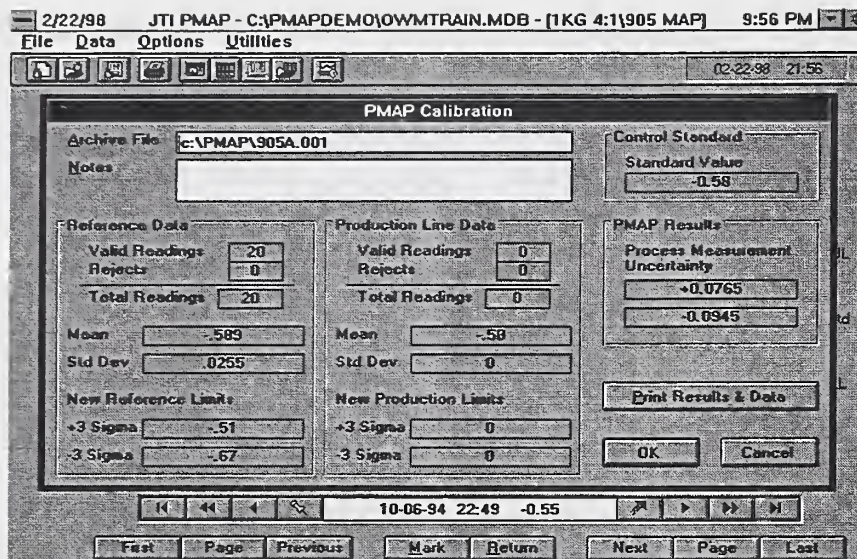 2/22/98 JTI PMAP - C:\PMAPDEMO\OWMTRAIN.MDB - [1KG 4:1\905 MAP] 9:56 PM
File Data Options Utilities
02-22-98 21:56
PMAP Calibration
Archive File c:\PMAP\905A.001
Notes
Control Standard
Standard Value
-0.58
Reference Data
Valid Readings 20
Rejects 0
Total Readings 20
Mean -.589
Std Dev .0255
New Reference Limits
+3 Sigma -.51
-3 Sigma -.67
Production Line Data
Valid Readings 0
Rejects 0
Total Readings 0
Mean -.58
Std Dev 0
New Production Limits
+3 Sigma 0
-3 Sigma 0
PMAP Results
Process Measurement
Uncertainty
+0.0765
-0.0945
Print Results & Data
OK Cancel
10-06-94 22:49 -0.55
First Page Previous Mark Return Next Page Last